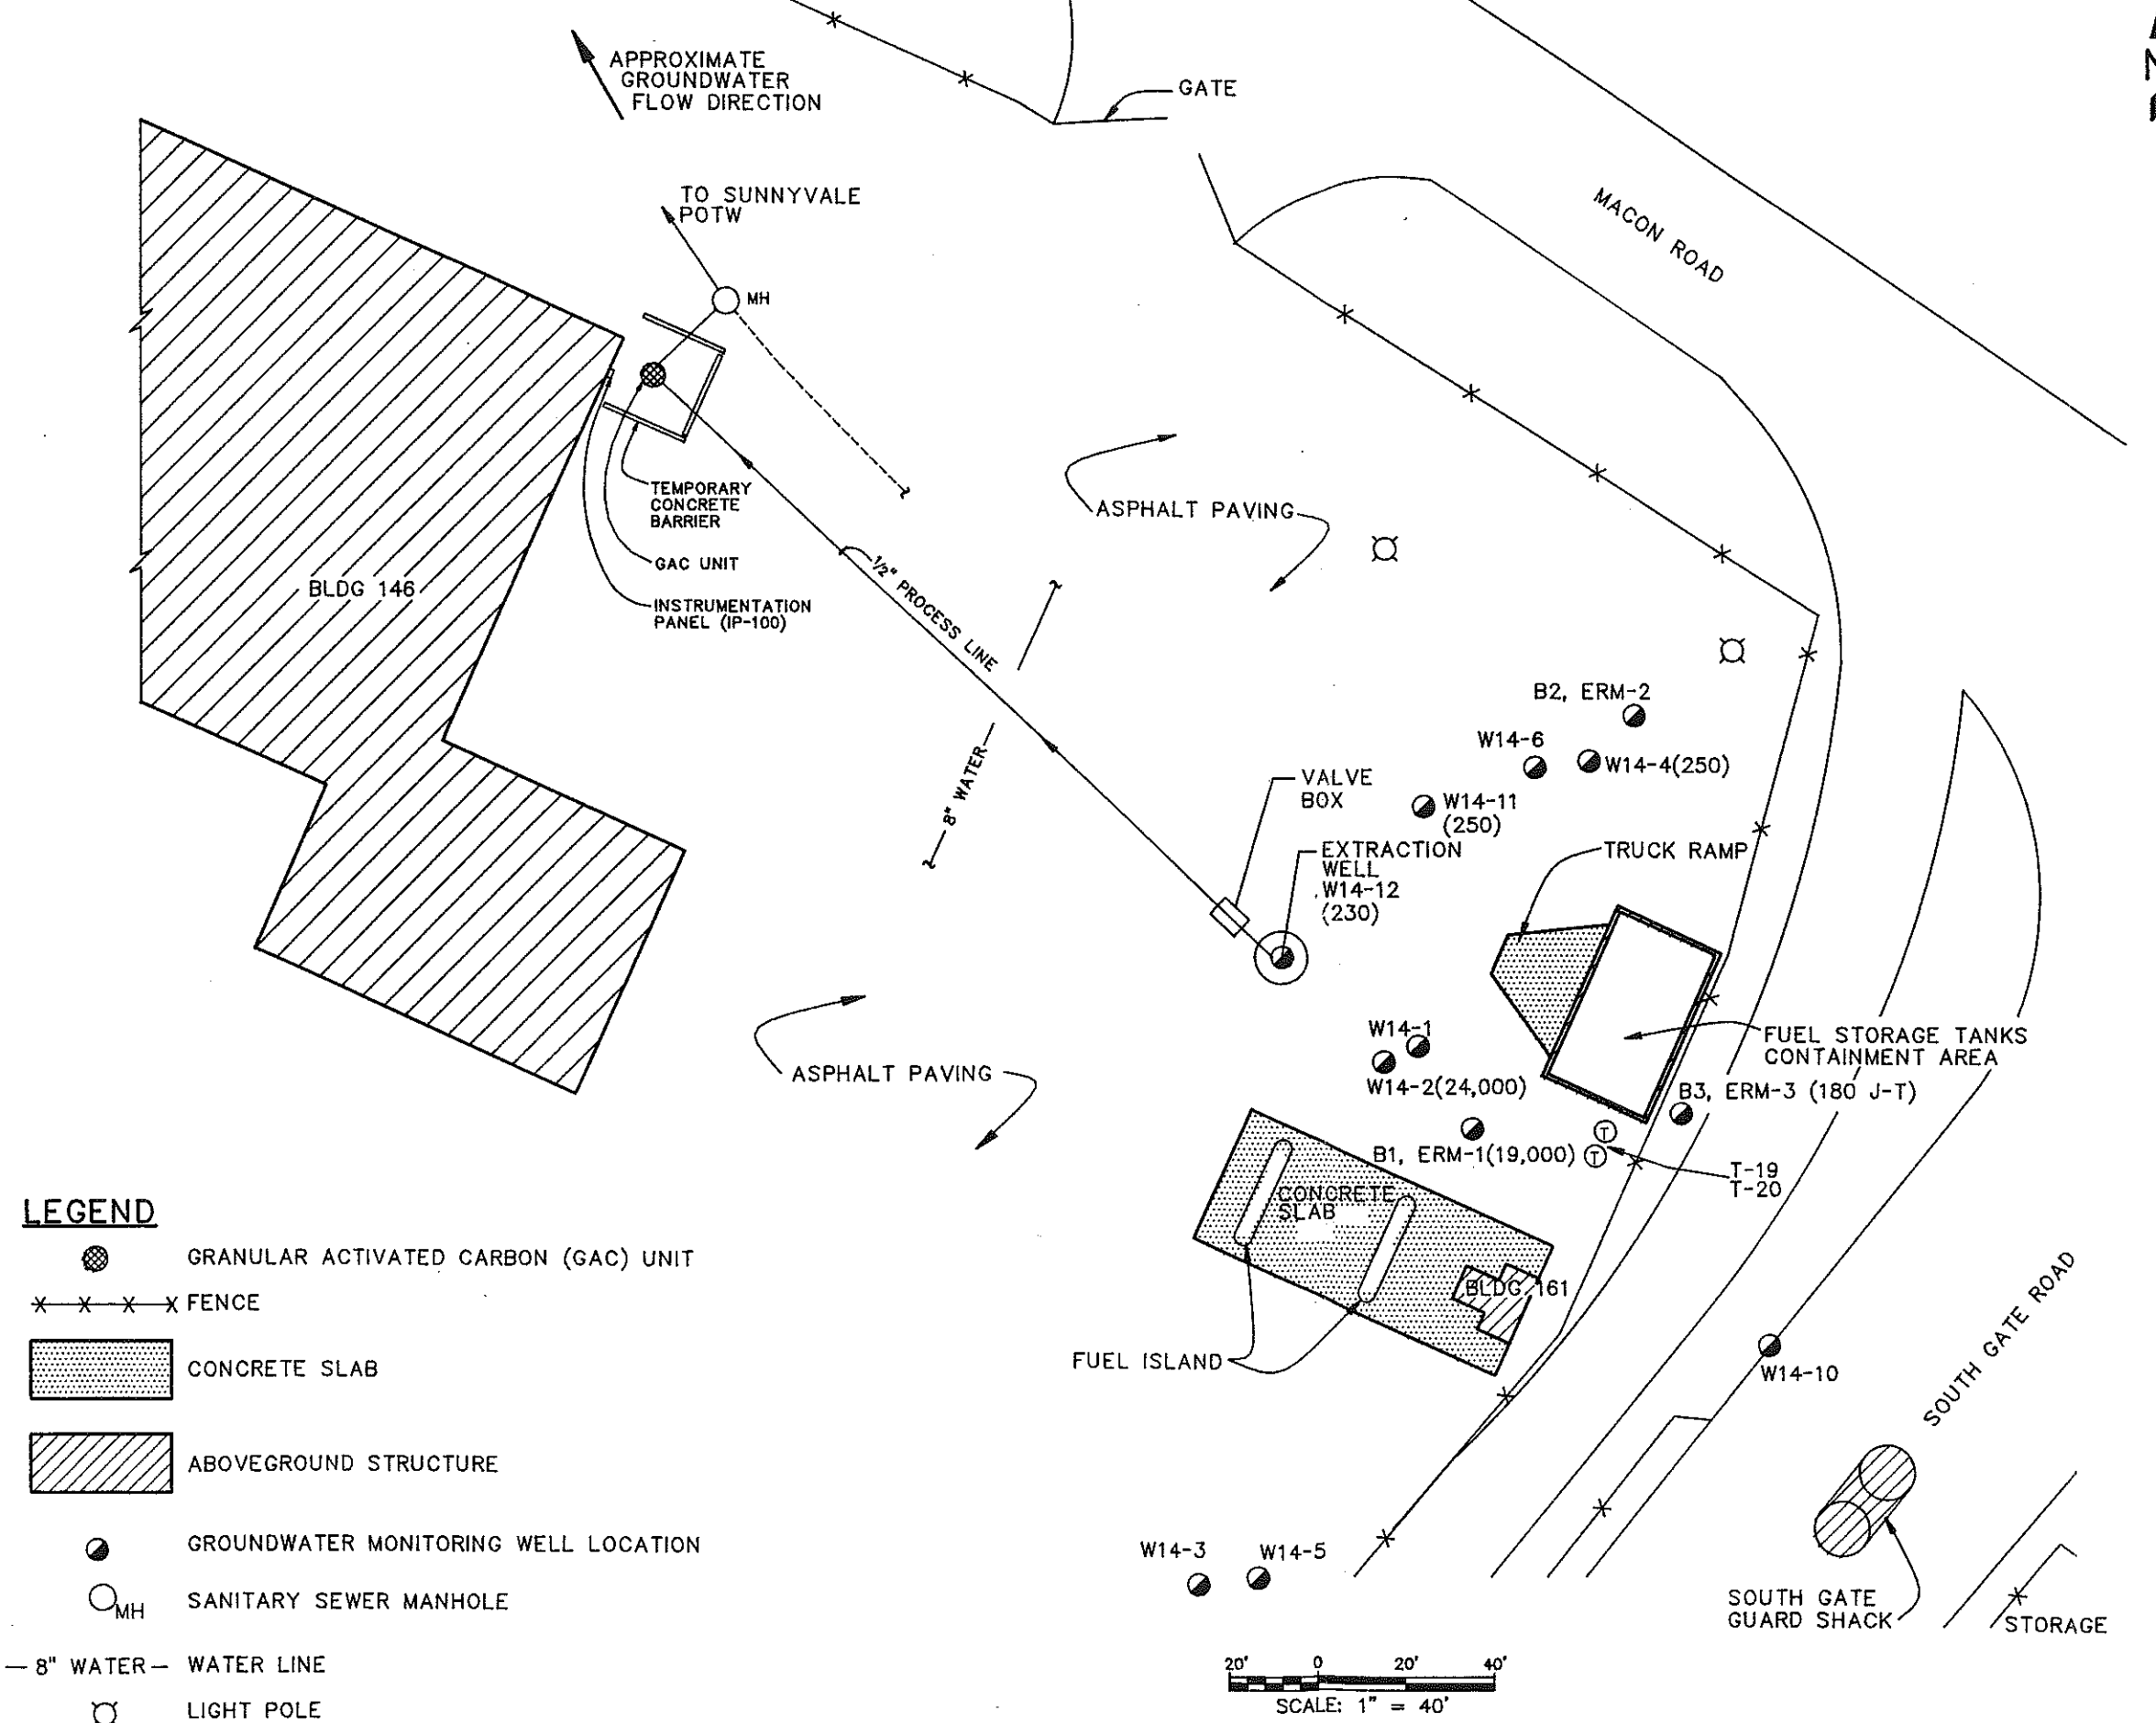 APPROXIMATE
GROUNDWATER
FLOW DIRECTION
GATE
TO SUNNYVALE
POTW
MH
MACON ROAD
TEMPORARY
CONCRETE
BARRIER
GAC UNIT
INSTRUMENTATION
PANEL (IP-100)
BLDG 146
1/2" PROCESS LINE
ASPHALT PAVING
8" WATER
B2, ERM-2
W14-6
W14-4(250)
W14-11
(250)
VALVE
BOX
EXTRACTION
WELL
W14-12
(230)
TRUCK RAMP
W14-1
W14-2(24,000)
FUEL STORAGE TANKS
CONTAINMENT AREA
B3, ERM-3 (180 J-T)
ASPHALT PAVING
B1, ERM-1(19,000)
T
T
T-19
T-20
CONCRETE
SLAB
BLDG 161
FUEL ISLAND
W14-10
SOUTH GATE ROAD
W14-3
W14-5
SOUTH GATE
GUARD SHACK
STORAGE
LEGEND
GRANULAR ACTIVATED CARBON (GAC) UNIT
FENCE
CONCRETE SLAB
ABOVEGROUND STRUCTURE
GROUNDWATER MONITORING WELL LOCATION
MH SANITARY SEWER MANHOLE
8" WATER WATER LINE
LIGHT POLE
20' 0 20' 40'
SCALE: 1" = 40'